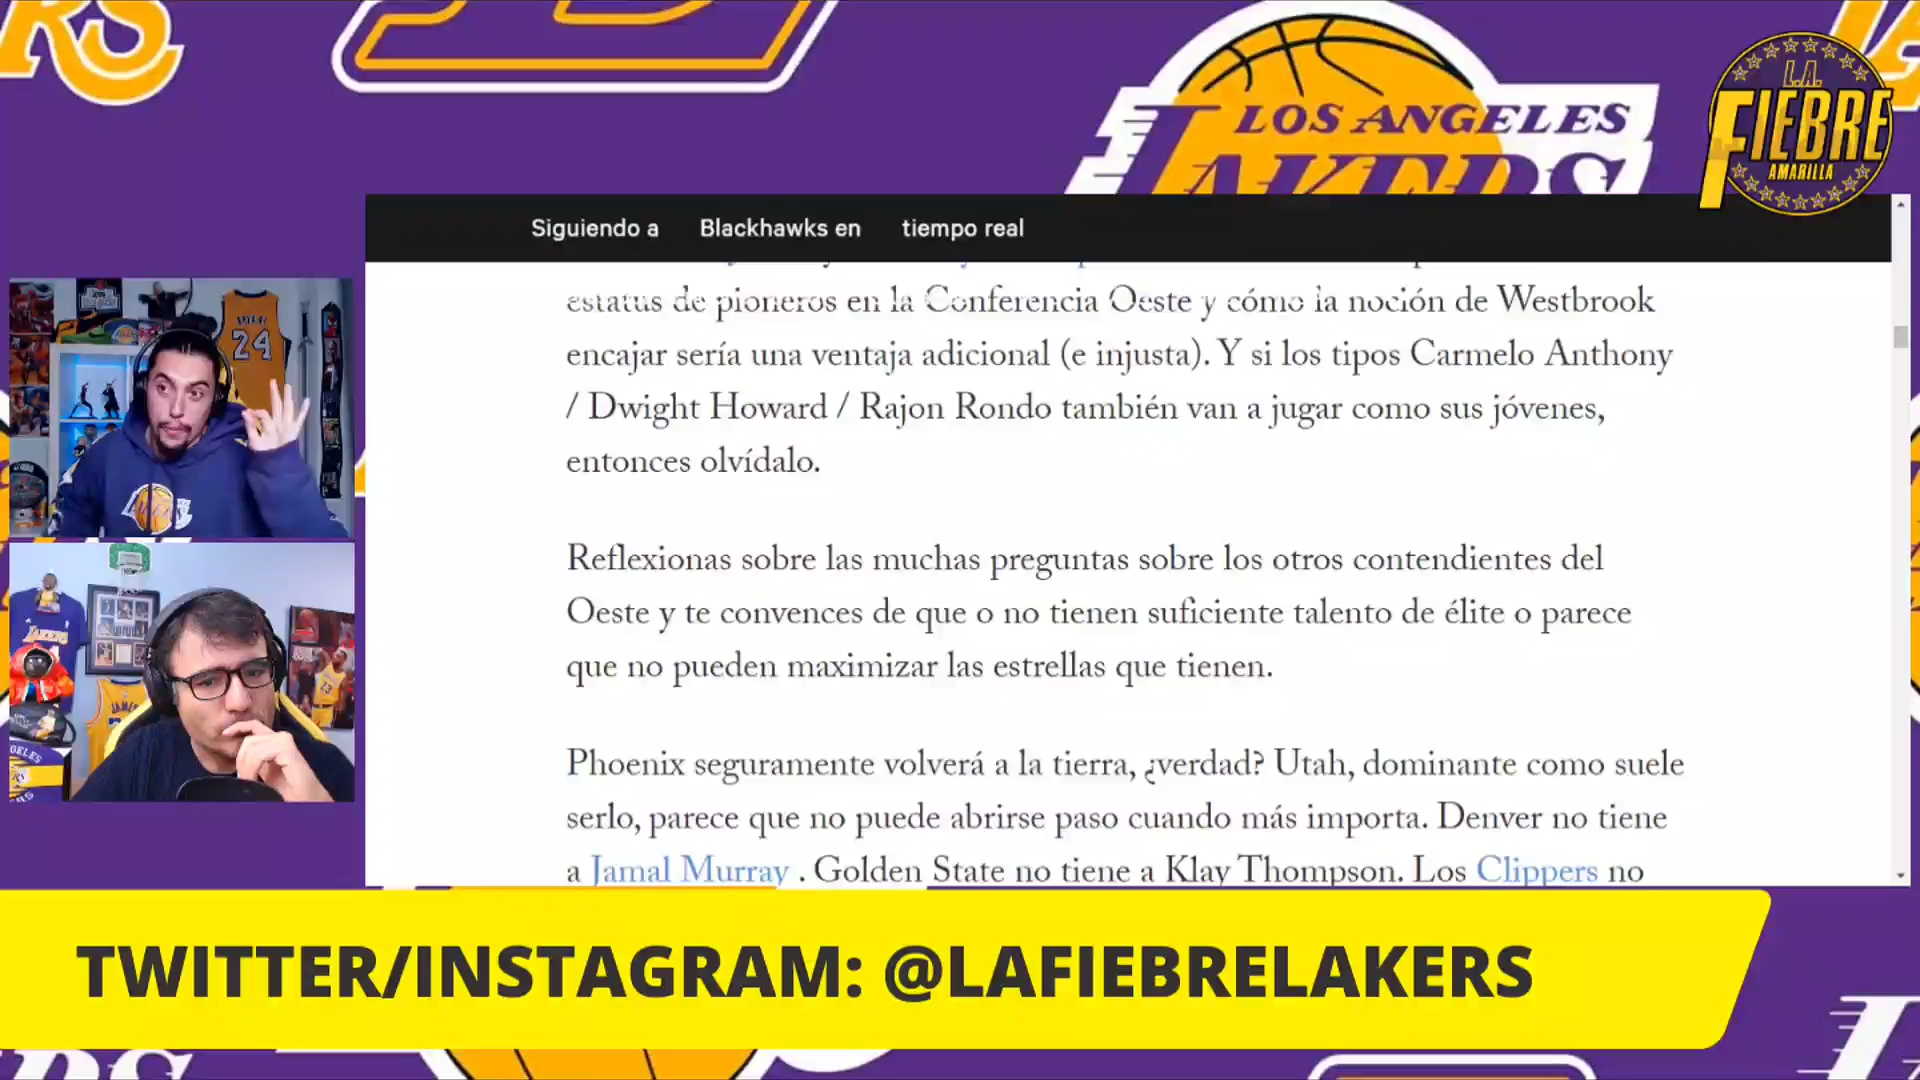 RS
LOS ANGELES
LAKERS
L.A.
FIEBRE
AMARILLA
Siguiendo a Blackhawks en tiempo real
estatus de pioneros en la Conferencia Oeste y cómo la noción de Westbrook
encajar sería una ventaja adicional (e injusta). Y si los tipos Carmelo Anthony
/ Dwight Howard / Rajon Rondo también van a jugar como sus jóvenes,
entonces olvídalo.
Reflexionas sobre las muchas preguntas sobre los otros contendientes del
Oeste y te convences de que o no tienen suficiente talento de élite o parece
que no pueden maximizar las estrellas que tienen.
Phoenix seguramente volverá a la tierra, ¿verdad? Utah, dominante como suele
serlo, parece que no puede abrirse paso cuando más importa. Denver no tiene
a Jamal Murray . Golden State no tiene a Klay Thompson. Los Clippers no
24
LAKERS
23
TWITTER/INSTAGRAM: @LAFIEBRELAKERS